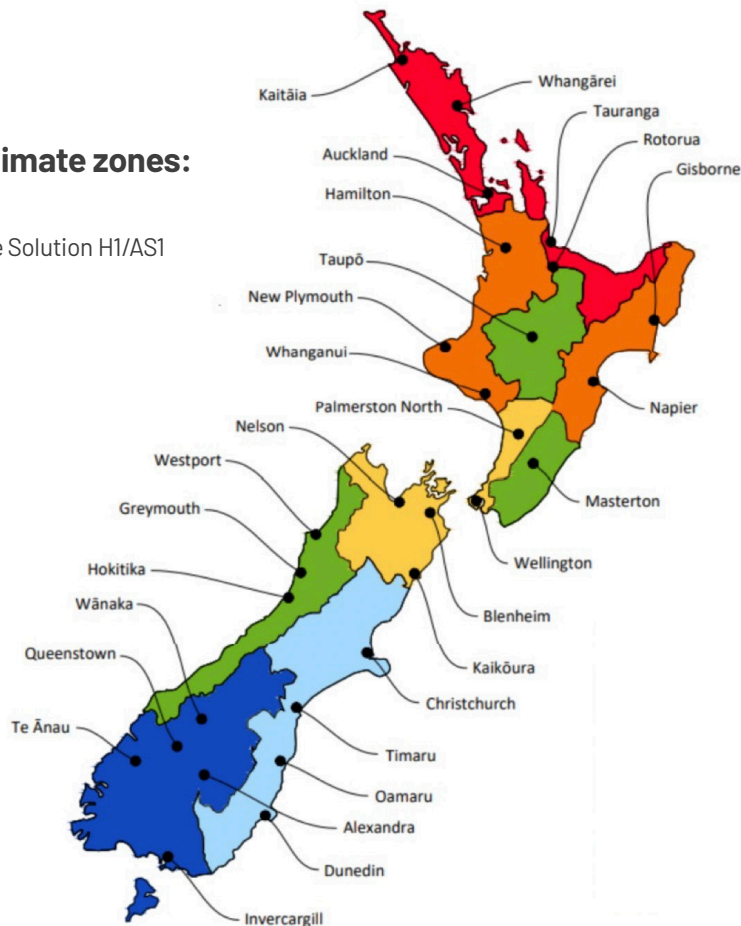 Kaitāia
Whangārei
Tauranga
imate zones:
Auckland
Rotorua
Hamilton
Gisborne
e Solution H1/AS1
Taupō
New Plymouth
Whanganui
Palmerston North
Napier
Nelson
Westport
Masterton
Greymouth
Wellington
Hokitika
Wānaka
Blenheim
Queenstown
Kaikōura
Christchurch
Te Ānau
Timaru
Oamaru
Alexandra
Dunedin
Invercargill